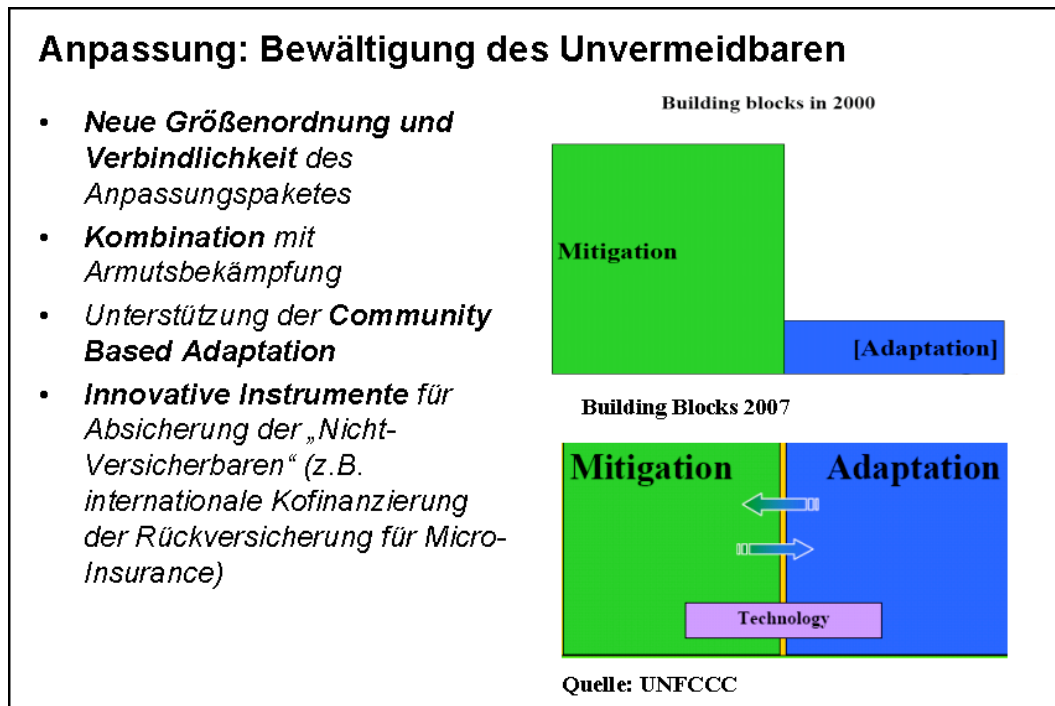 Anpassung: Bewältigung des Unvermeidbaren
• Neue Größenordnung und
Verbindlichkeit des
Anpassungspaketes
• Kombination mit
Armutsbekämpfung
• Unterstützung der Community
Based Adaptation
• Innovative Instrumente für
Absicherung der „Nicht-
Versicherbaren“ (z.B.
internationale Kofinanzierung
der Rückversicherung für Micro-
Insurance)
Building blocks in 2000
Mitigation
[Adaptation]
Building Blocks 2007
Mitigation
Adaptation
Technology
Quelle: UNFCCC